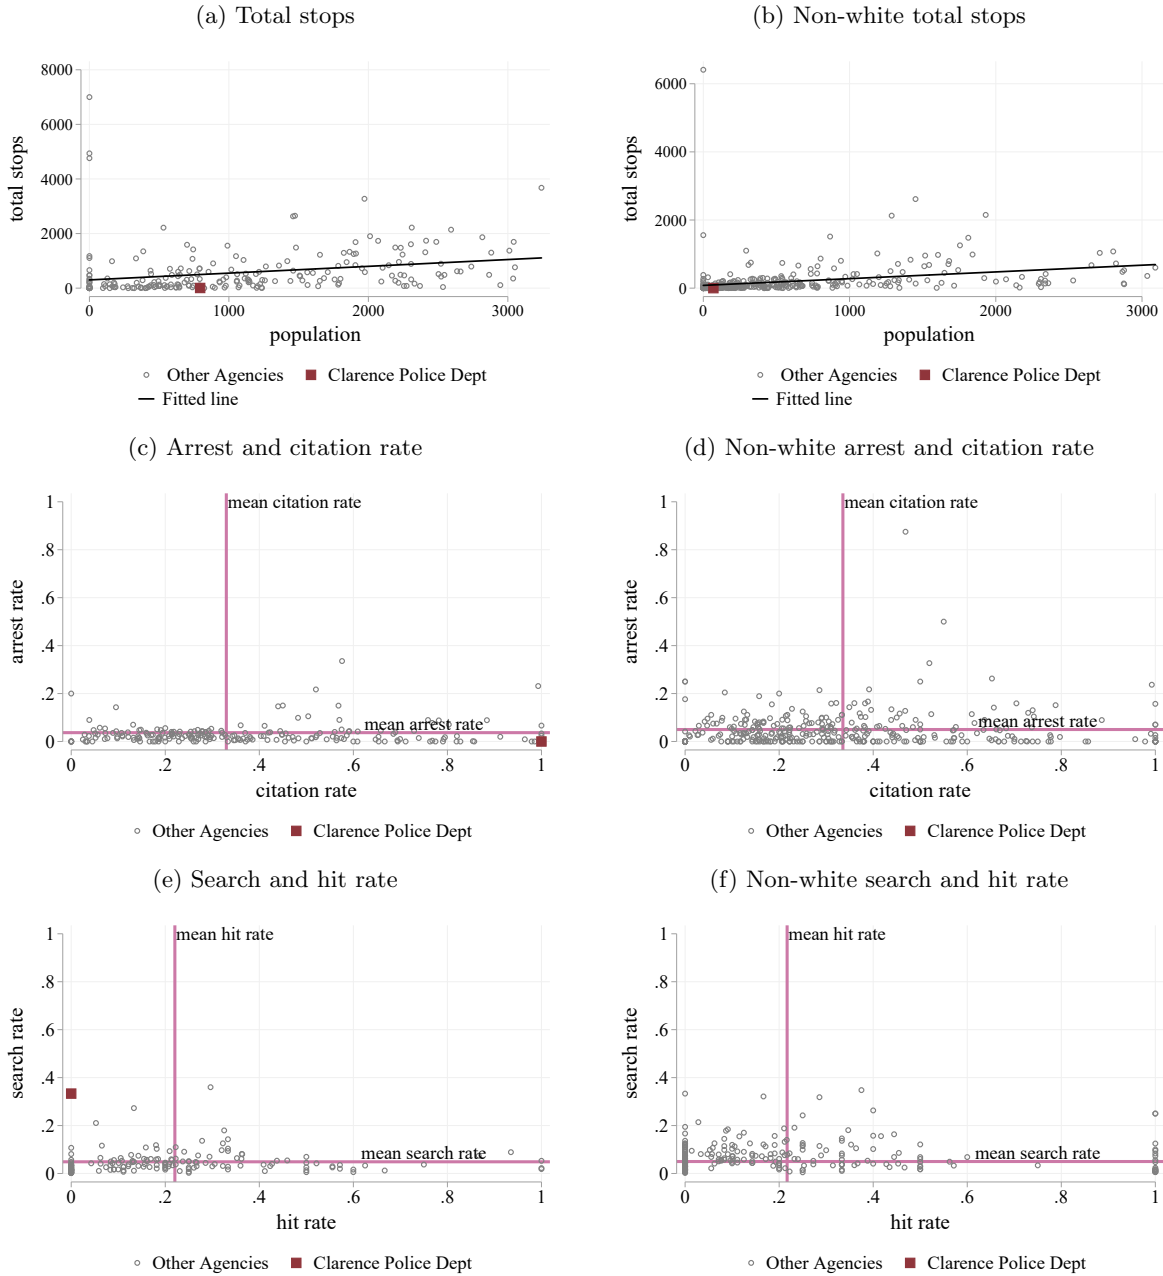 (a) Total stops
(b) Non-white total stops
8000
6000
4000
2000
0
total stops
0 1000 2000 3000
population
Other Agencies Clarence Police Dept
Fitted line
6000
4000
2000
0
total stops
0 1000 2000 3000
population
Other Agencies Clarence Police Dept
Fitted line
(c) Arrest and citation rate
(d) Non-white arrest and citation rate
1
.8
.6
.4
.2
0
arrest rate
mean citation rate
mean arrest rate
0 .2 .4 .6 .8 1
citation rate
Other Agencies Clarence Police Dept
1
.8
.6
.4
.2
0
arrest rate
mean citation rate
mean arrest rate
0 .2 .4 .6 .8 1
citation rate
Other Agencies Clarence Police Dept
(e) Search and hit rate
(f) Non-white search and hit rate
1
.8
.6
.4
.2
0
search rate
mean hit rate
mean search rate
0 .2 .4 .6 .8 1
hit rate
Other Agencies Clarence Police Dept
1
.8
.6
.4
.2
0
search rate
mean hit rate
mean search rate
0 .2 .4 .6 .8 1
hit rate
Other Agencies Clarence Police Dept